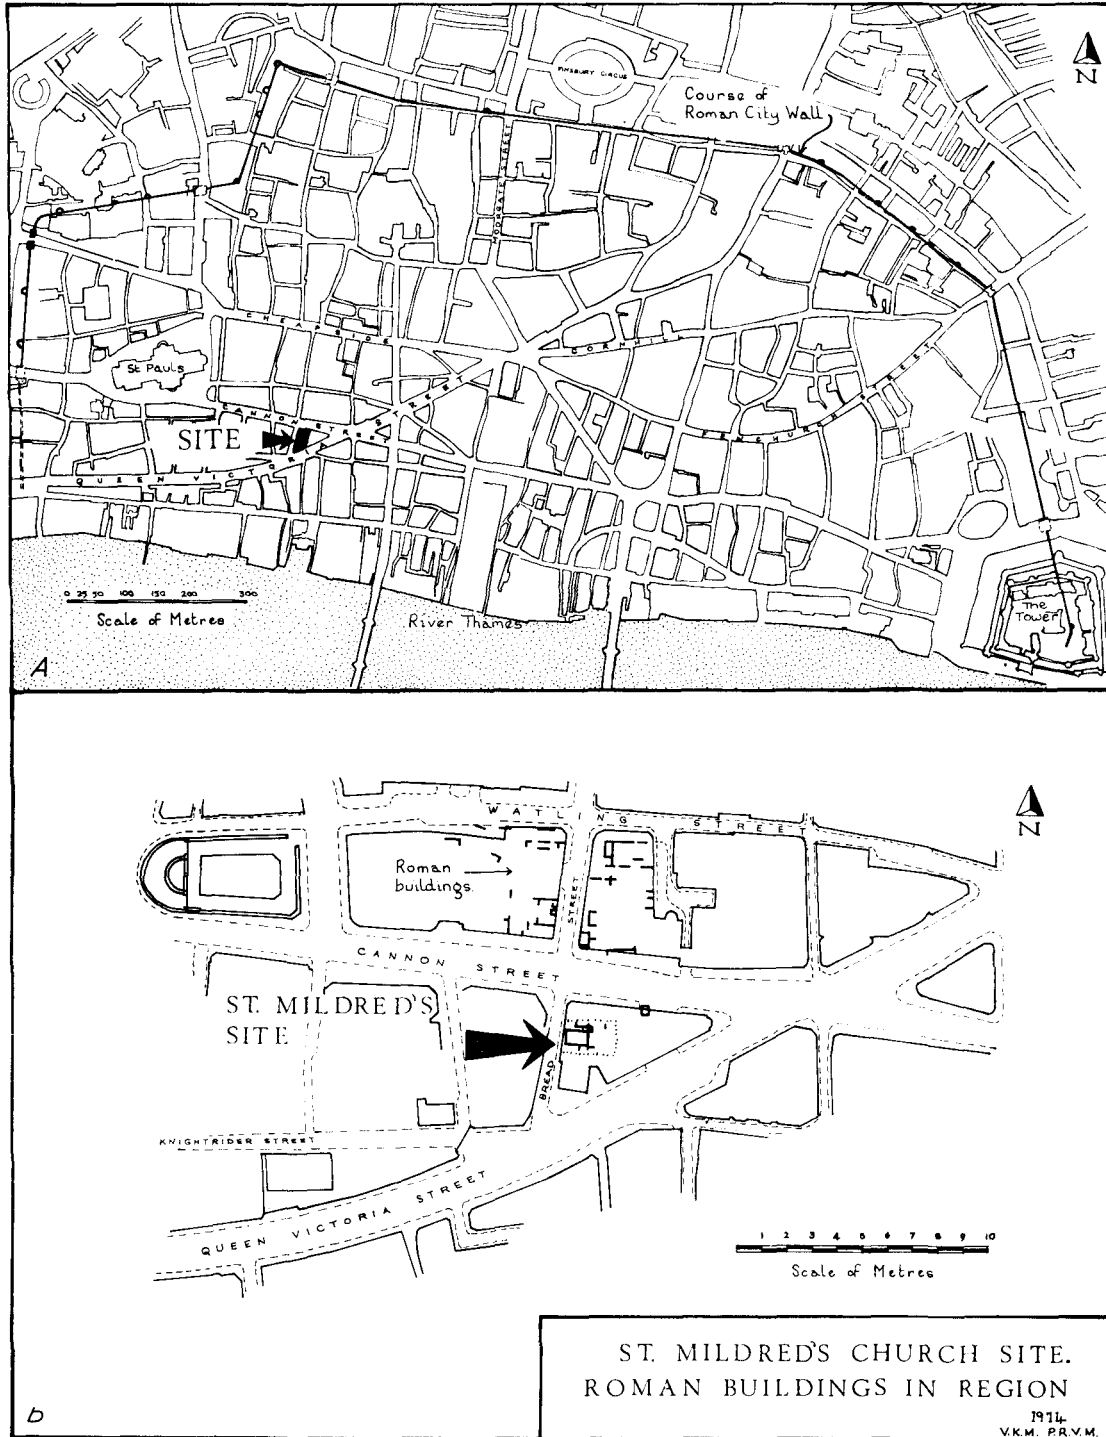 N
FINSBURY CIRCUS
Course of
Roman City Wall
MOORGATE STREET
CHEAPSIDE
CORNHILL
St Pauls
CANNON STREET
SITE
FENCHURCH STREET
QUEEN VICTORIA STREET
0 25 50 100 150 200 300
Scale of Metres
River Thames
The
Tower
A
WATLING STREET
N
Roman
buildings.
STREET
CANNON STREET
ST. MILDRED'S
SITE
BREAD
KNIGHTRIDER STREET
QUEEN VICTORIA STREET
1 2 3 4 5 6 7 8 9 10
Scale of Metres
ST. MILDRED'S CHURCH SITE.
ROMAN BUILDINGS IN REGION
1974
V.K.M. P.R.V.M.
b